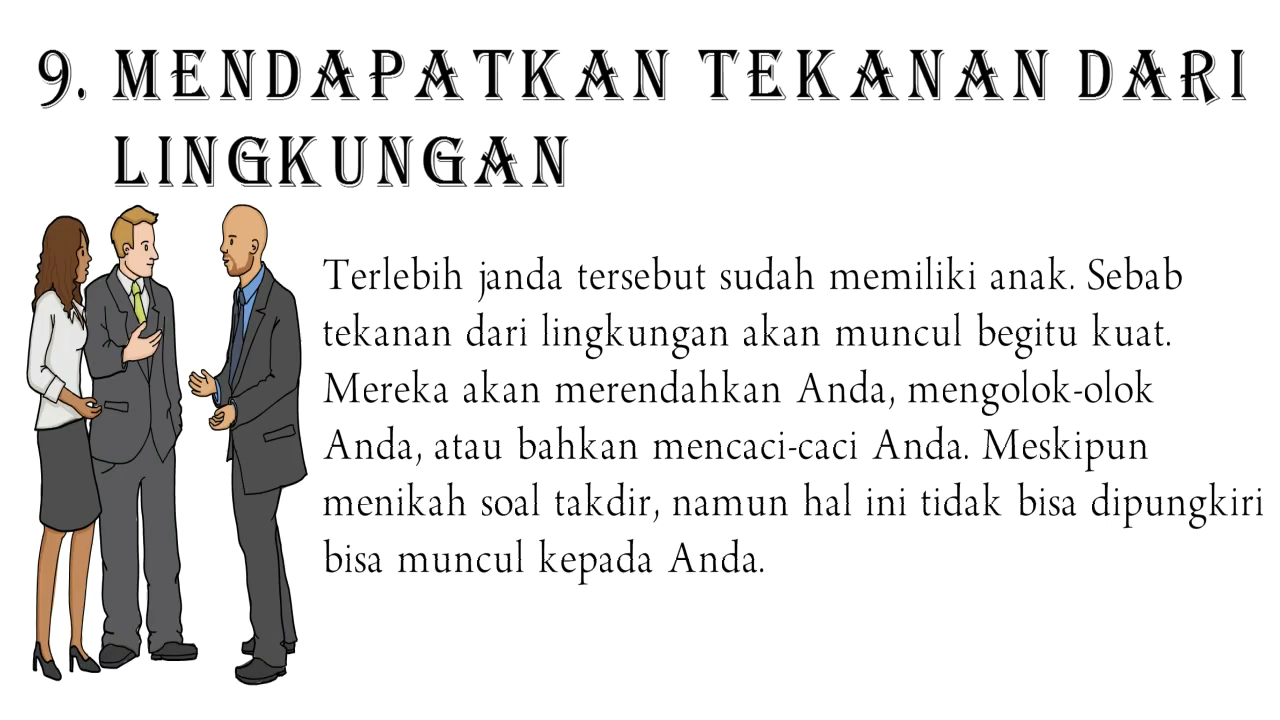 9. MENDAPATKAN TEKANAN DARI
LINGKUNGAN
Terlebih janda tersebut sudah memiliki anak. Sebab
tekanan dari lingkungan akan muncul begitu kuat.
Mereka akan merendahkan Anda, mengolok-olok
Anda, atau bahkan mencaci-caci Anda. Meskipun
menikah soal takdir, namun hal ini tidak bisa dipungkiri
bisa muncul kepada Anda.